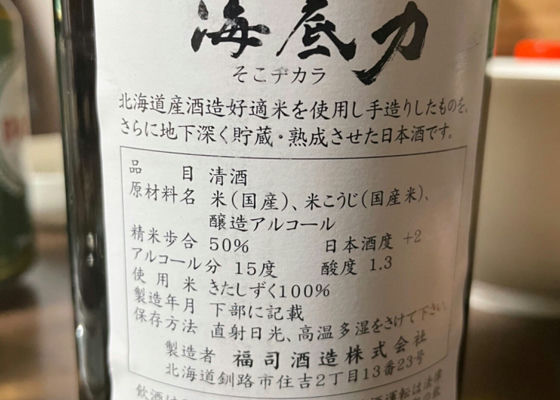 海底力
そこヂカラ
北海道産酒造好適米を使用し手造りしたものを、
さらに地下深く貯蔵・熟成させた日本酒です。
品 目 清酒
原材料名 米(国産)、米こうじ(国産米)、
醸造アルコール
精米歩合 50% 日本酒度 +2
アルコール分 15度 酸度 1.3
使用米 きたしずく100%
製造年月 下部に記載
保存方法 直射日光、高温多湿をさけて下さい。
製造者 福司酒造株式会社
北海道釧路市住吉2丁目13番23号